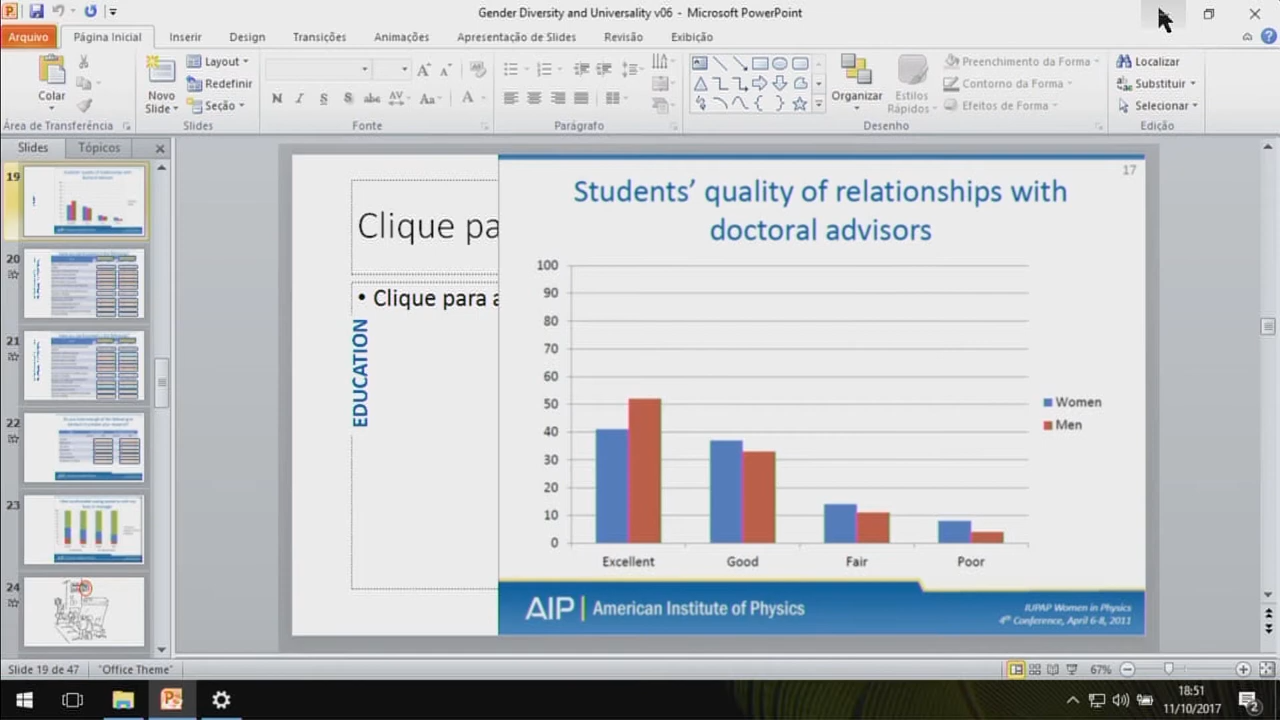 Gender Diversity and Universality v06 - Microsoft PowerPoint
Arquivo Página Inicial Inserir Design Transições Animações Apresentação de Slides Revisão Exibição
Colar
Área de Transferência
Novo Slide
Layout
Redefinir
Seção
Slides
N I S S abc AV Aa A
Fonte
Parágrafo
Organizar
Estilos Rápidos
Preenchimento da Forma
Contorno da Forma
Efeitos de Forma
Desenho
Localizar
Substituir
Selecionar
Edição
Slides Tópicos
19
20
21
22
23
24
Clique pa
• Clique para a
EDUCATION
17
Students’ quality of relationships with
doctoral advisors
100
90
80
70
60
50
40
30
20
10
0
Excellent Good Fair Poor
Women
Men
AIP | American Institute of Physics
IUPAP Women in Physics
4th Conference, April 6-8, 2011
Slide 19 de 47 "Office Theme" 67%
18:51
11/10/2017
2